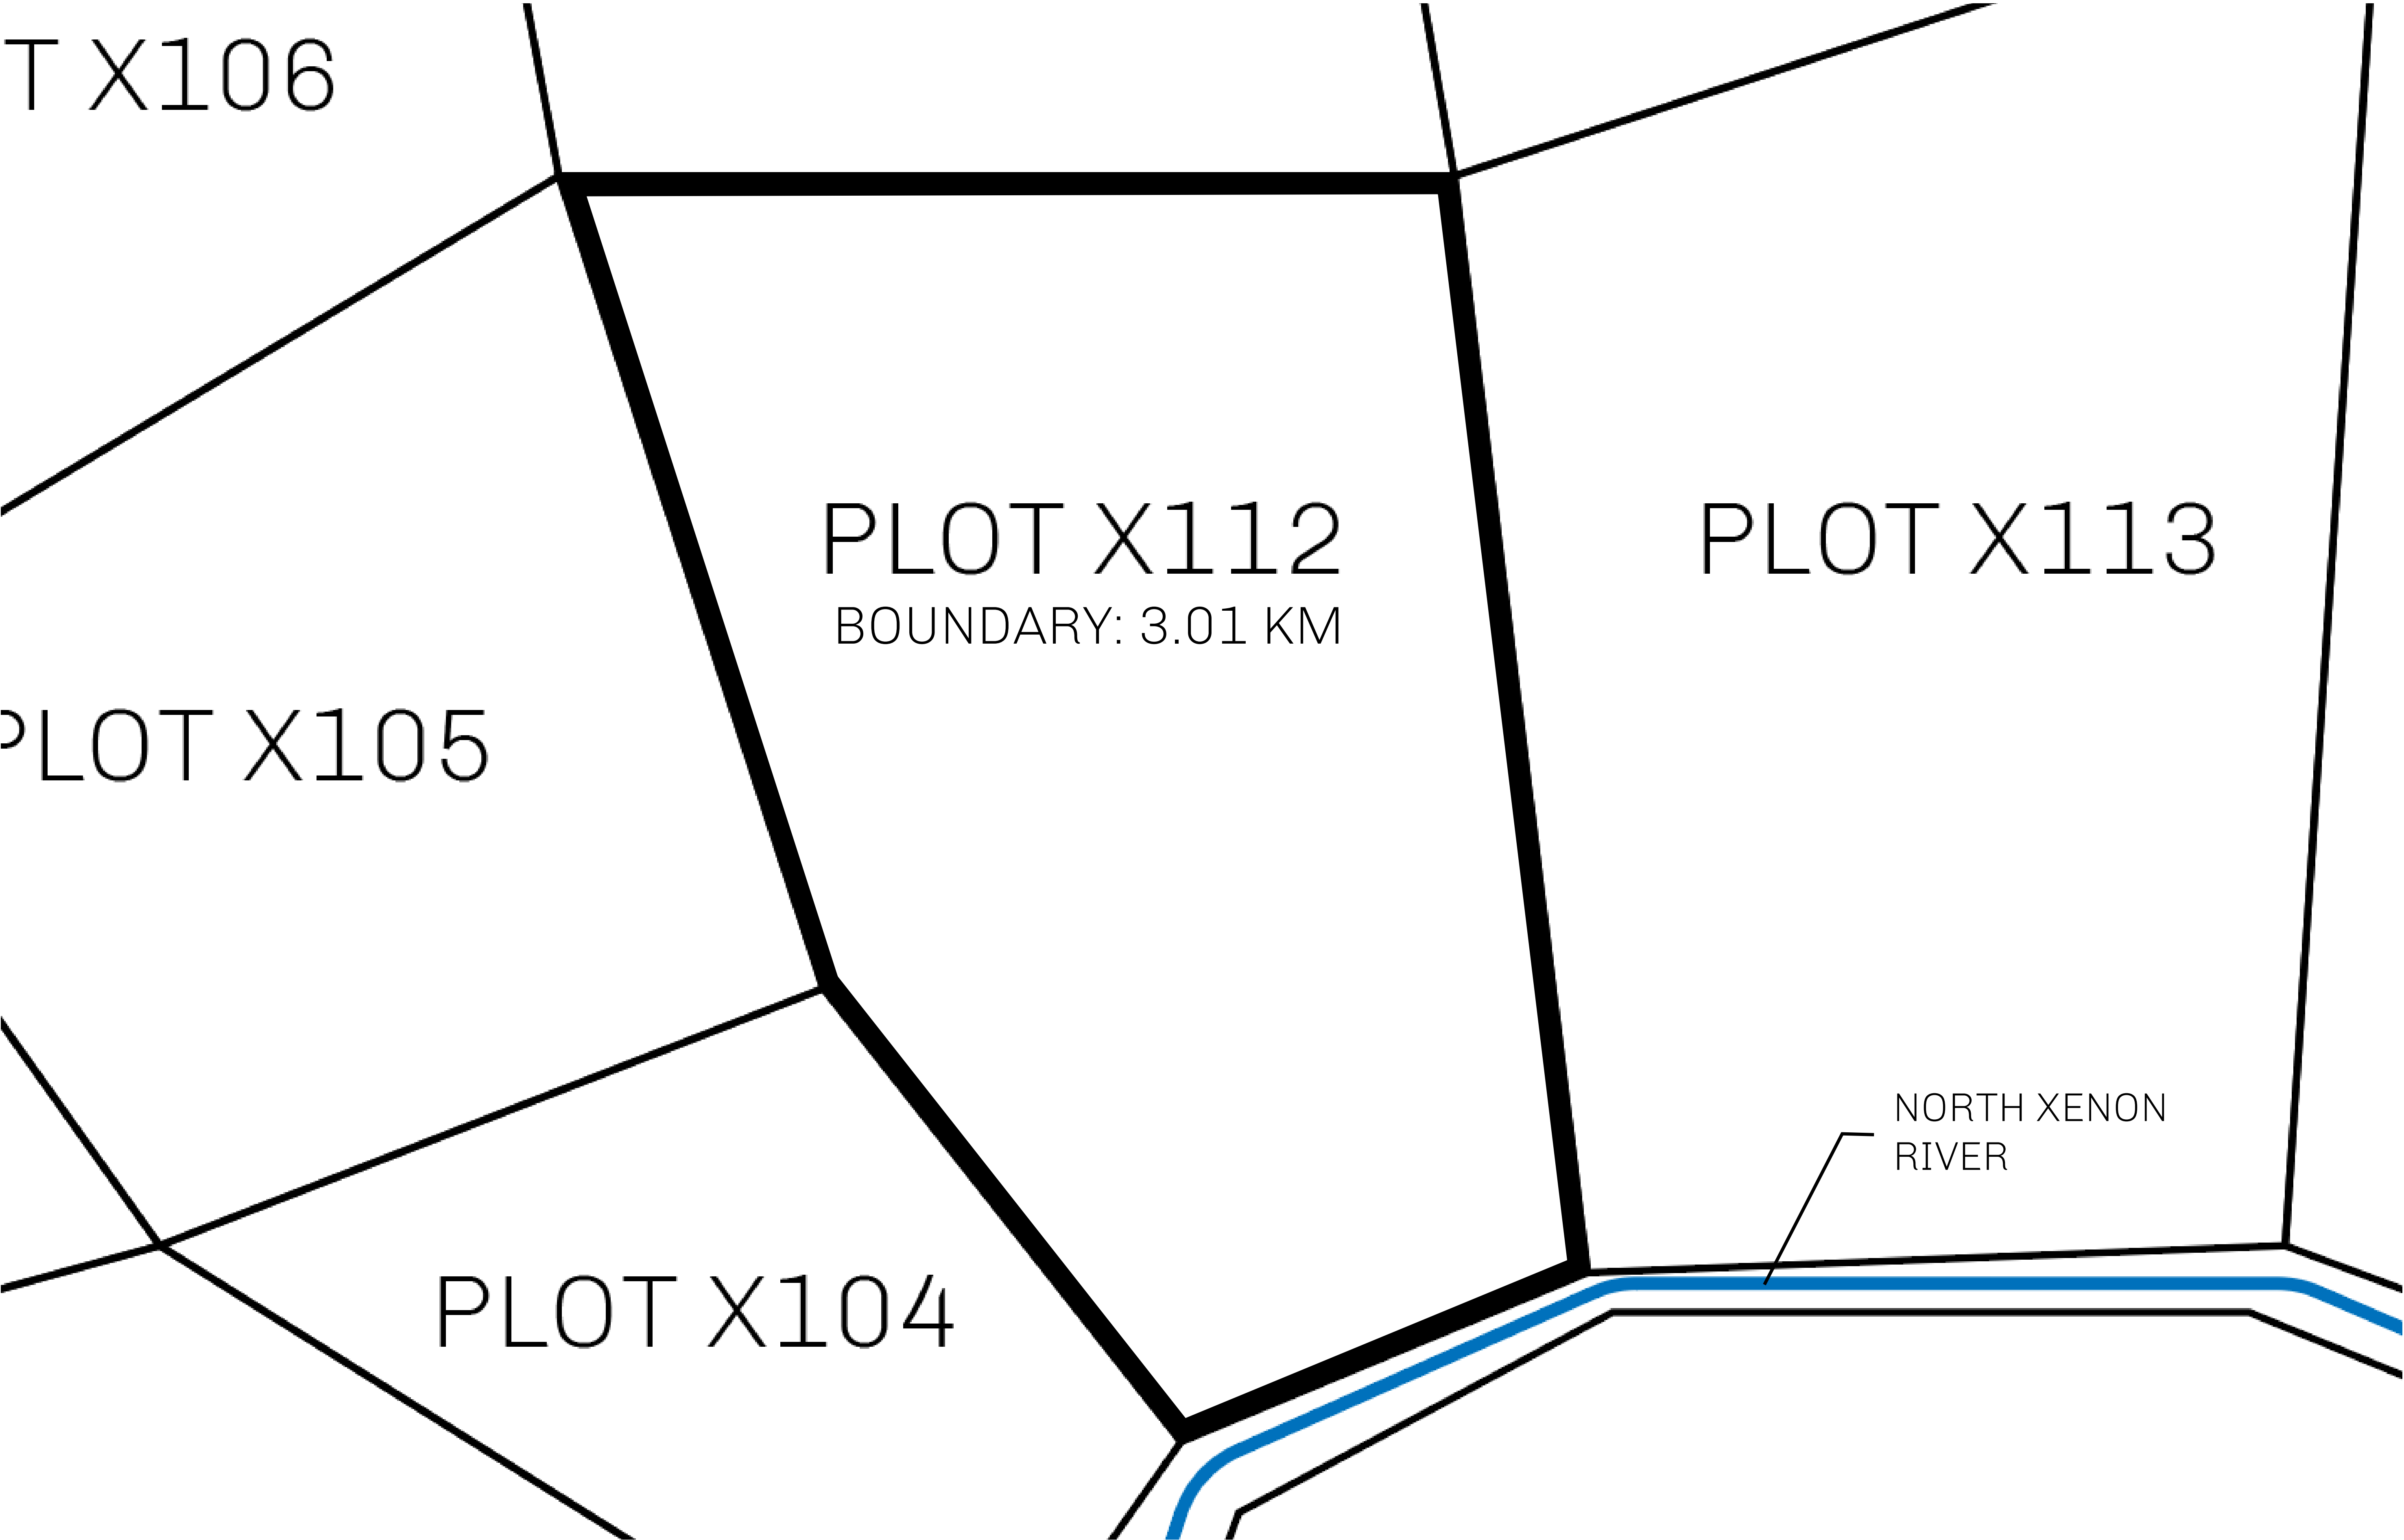 T X106
PLOT X112
BOUNDARY: 3.01 KM
PLOT X113
PLOT X105
NORTH XENON
RIVER
PLOT X104